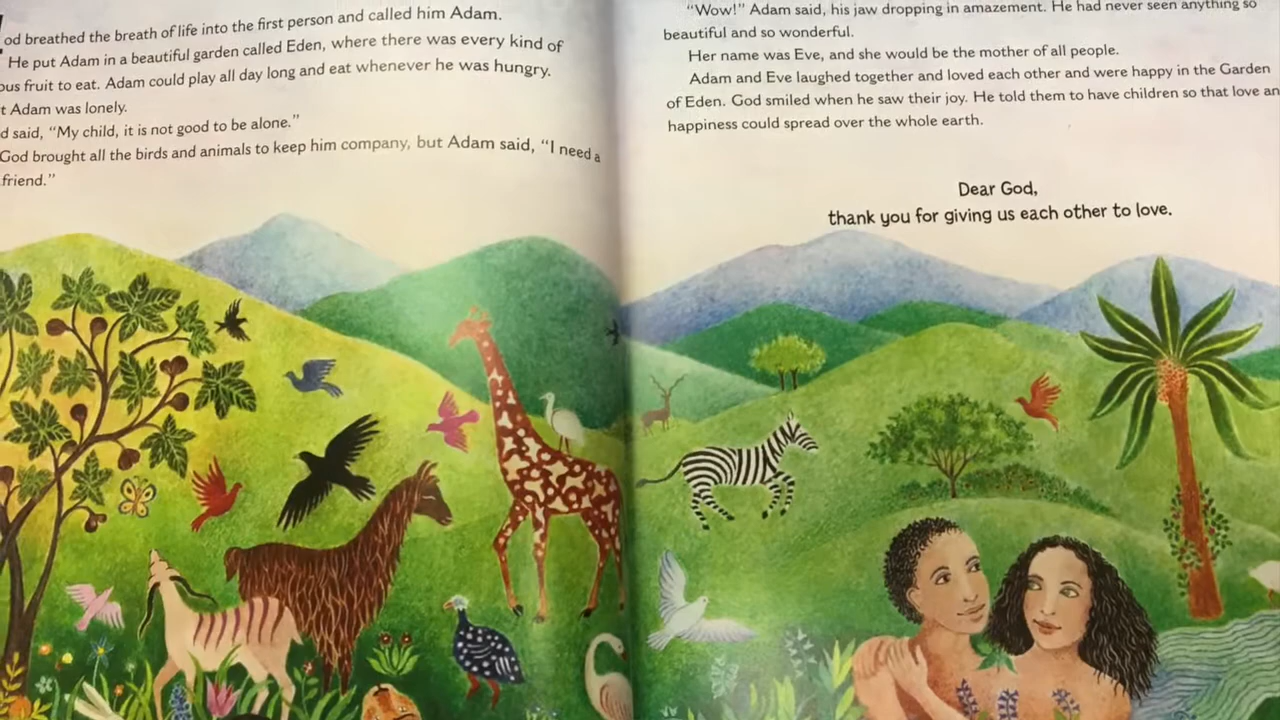 od breathed the breath of life into the first person and called him Adam.
He put Adam in a beautiful garden called Eden, where there was every kind of
ous fruit to eat. Adam could play all day long and eat whenever he was hungry.
t Adam was lonely.
d said, “My child, it is not good to be alone.”
God brought all the birds and animals to keep him company, but Adam said, “I need a
friend.”
“Wow!” Adam said, his jaw dropping in amazement. He had never seen anything so
beautiful and so wonderful.
Her name was Eve, and she would be the mother of all people.
Adam and Eve laughed together and loved each other and were happy in the Garden
of Eden. God smiled when he saw their joy. He told them to have children so that love an
happiness could spread over the whole earth.
Dear God,
thank you for giving us each other to love.